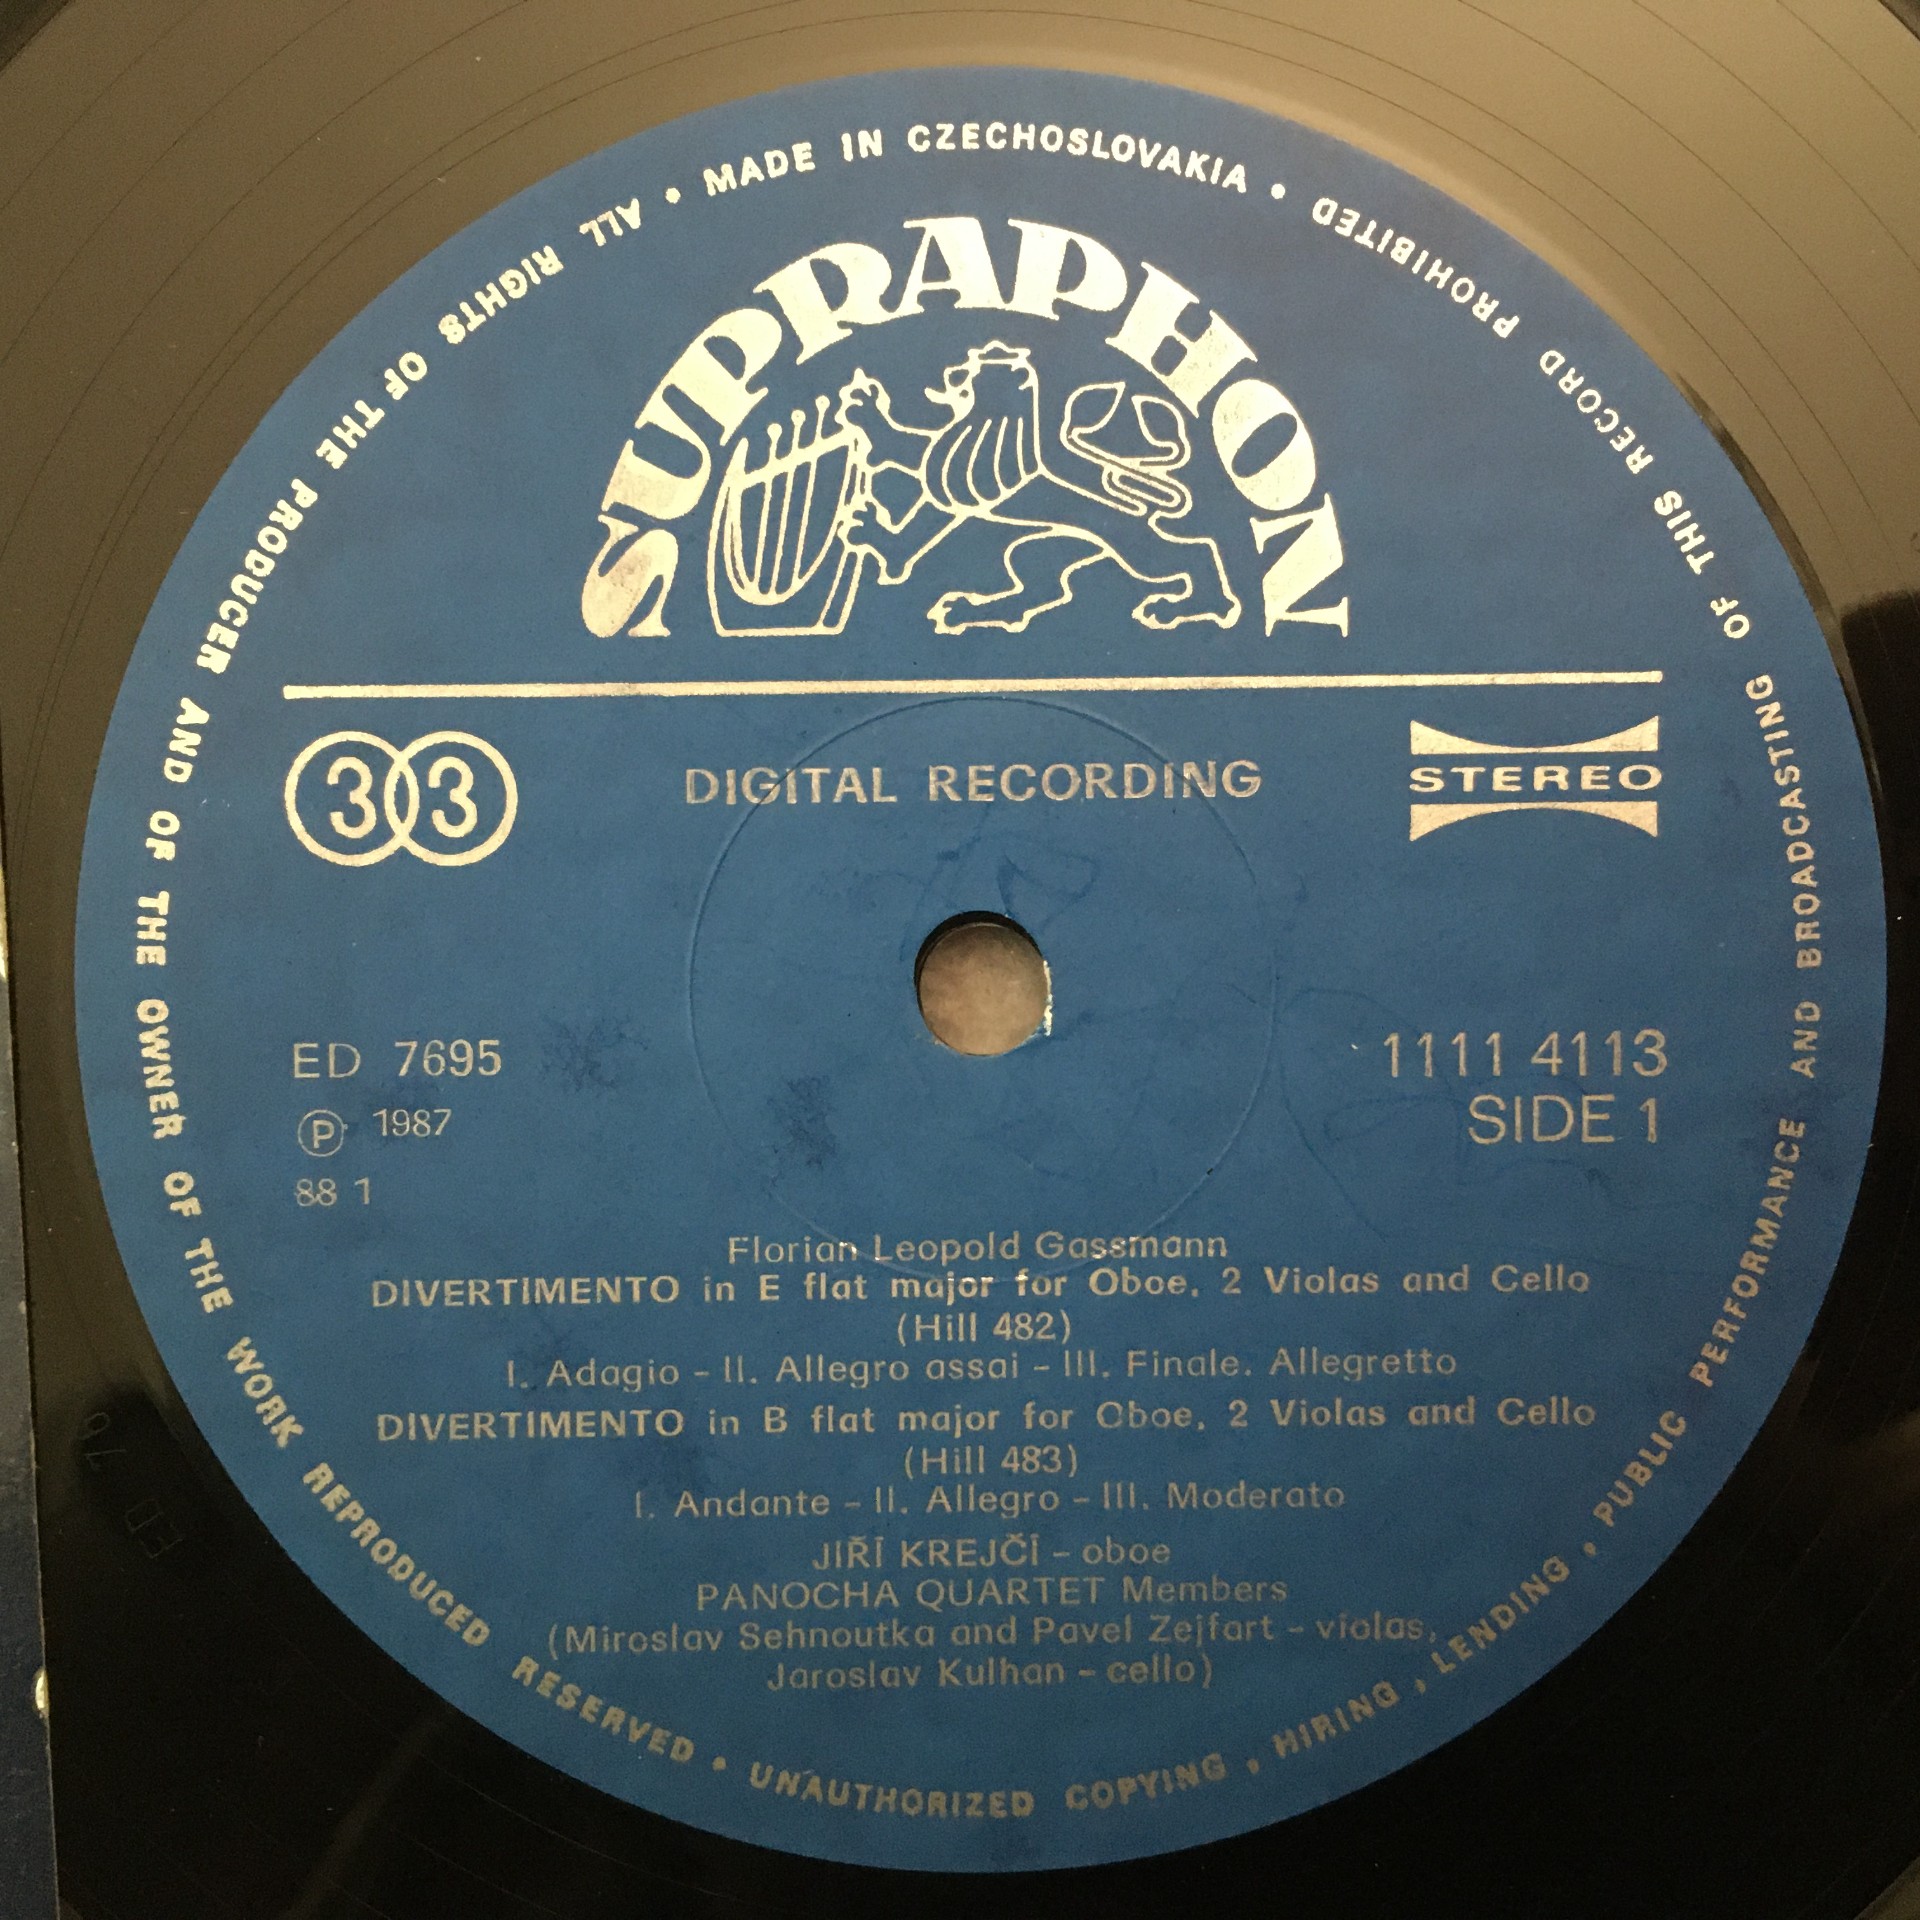 MADE IN CZECHOSLOVAKIA • PROHIBITED RECORD THIS OF BROADCASTING AND PERFORMANCE PUBLIC , LENDING , HIRING , COPYING UNAUTHORIZED • RESERVED REPRODUCED WORK THE OF OWNER THE OF AND PRODUCER THE OF RIGHTS ALL •
SUPRAPHON
33
DIGITAL RECORDING
STEREO
ED 7695
1111 4113
Ⓟ 1987
SIDE 1
88 1
Florian Leopold Gassmann
DIVERTIMENTO in E flat major for Oboe, 2 Violas and Cello
(Hill 482)
I. Adagio – II. Allegro assai – III. Finale. Allegretto
DIVERTIMENTO in B flat major for Oboe, 2 Violas and Cello
(Hill 483)
I. Andante – II. Allegro – III. Moderato
JIŘÍ KREJČÍ – oboe
PANOCHA QUARTET Members
(Miroslav Sehnoutka and Pavel Zejfart – violas,
Jaroslav Kulhan – cello)